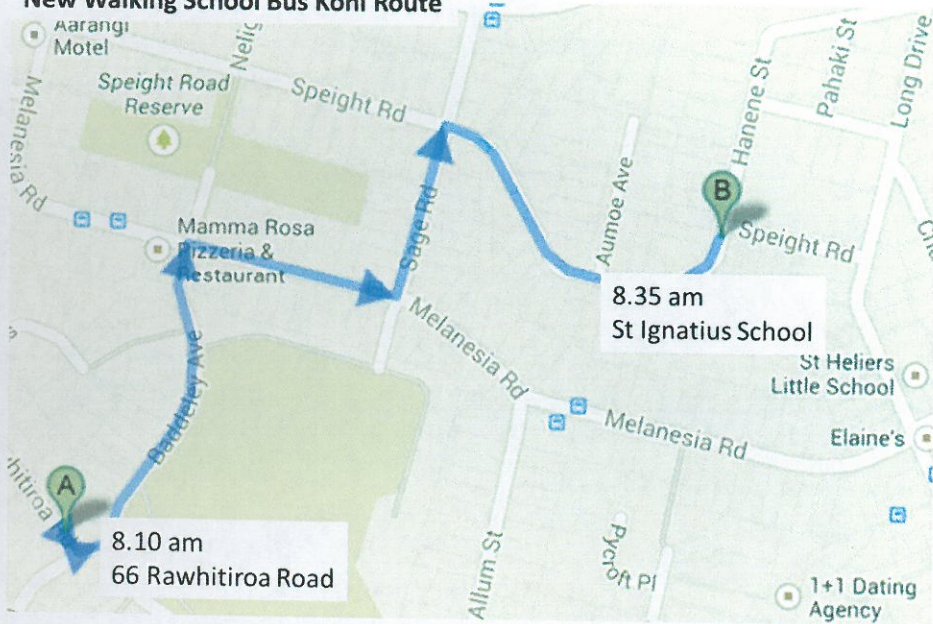 New Walking School Bus Kohi Route
Aarangi
Motel
Nelig
Hanene St
Pahaki St
Long Drive
Speight Road
Reserve
Speight Rd
Melanesia Rd
Aumoe Ave
B
Sage Rd
Mamma Rosa
Pizzeria &
Restaurant
Speight Rd
Che
8.35 am
St Ignatius School
Melanesia Rd
Baddeley Ave
St Heliers
Little School
Melanesia Rd
Elaine's
A
hitiroa
8.10 am
66 Rawhitiroa Road
Allum St
Pycroft Pl
1+1 Dating
Agency